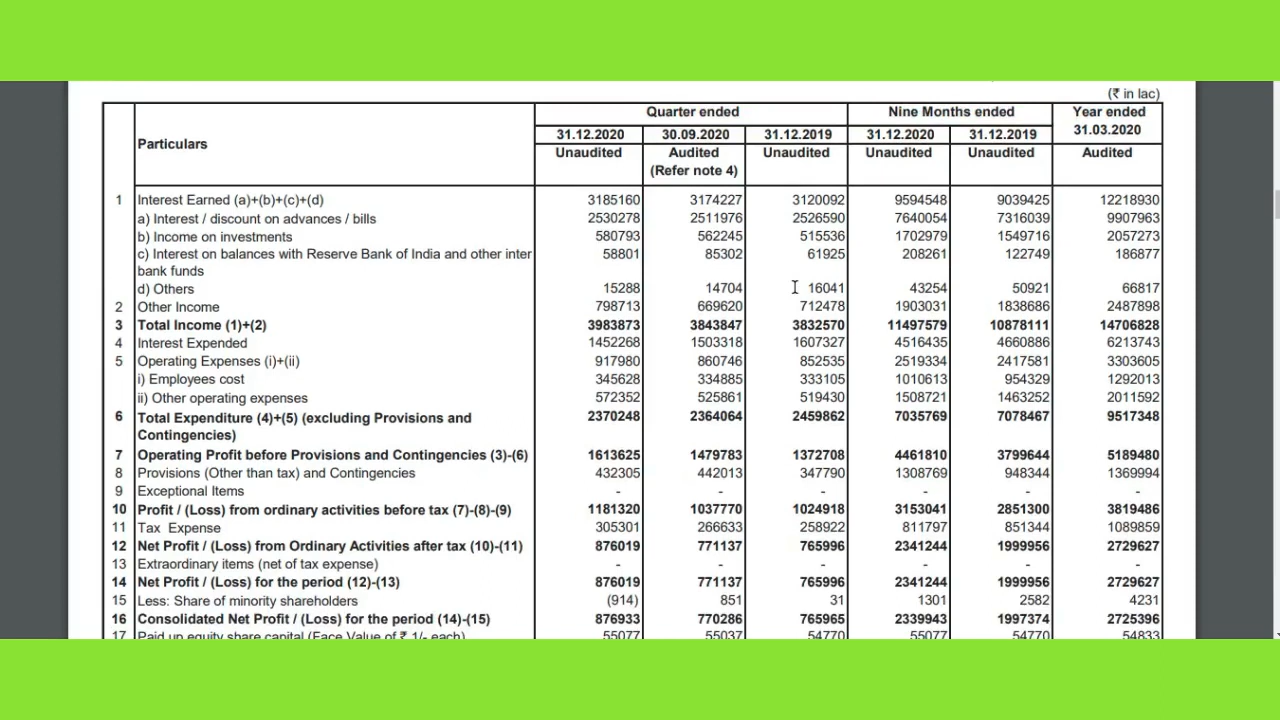 (₹ in lac)
Particulars Quarter ended Nine Months ended Year ended
31.12.2020 30.09.2020 31.12.2019 31.12.2020 31.12.2019 31.03.2020
Unaudited Audited Unaudited Unaudited Unaudited Audited
(Refer note 4)
1 Interest Earned (a)+(b)+(c)+(d) 3185160 3174227 3120092 9594548 9039425 12218930
a) Interest / discount on advances / bills 2530278 2511976 2526590 7640054 7316039 9907963
b) Income on investments 580793 562245 515536 1702979 1549716 2057273
c) Interest on balances with Reserve Bank of India and other inter 58801 85302 61925 208261 122749 186877
bank funds
d) Others 15288 14704 16041 43254 50921 66817
2 Other Income 798713 669620 712478 1903031 1838686 2487898
3 Total Income (1)+(2) 3983873 3843847 3832570 11497579 10878111 14706828
4 Interest Expended 1452268 1503318 1607327 4516435 4660886 6213743
5 Operating Expenses (i)+(ii) 917980 860746 852535 2519334 2417581 3303605
i) Employees cost 345628 334885 333105 1010613 954329 1292013
ii) Other operating expenses 572352 525861 519430 1508721 1463252 2011592
6 Total Expenditure (4)+(5) (excluding Provisions and 2370248 2364064 2459862 7035769 7078467 9517348
Contingencies)
7 Operating Profit before Provisions and Contingencies (3)-(6) 1613625 1479783 1372708 4461810 3799644 5189480
8 Provisions (Other than tax) and Contingencies 432305 442013 347790 1308769 948344 1369994
9 Exceptional Items - - - - - -
10 Profit / (Loss) from ordinary activities before tax (7)-(8)-(9) 1181320 1037770 1024918 3153041 2851300 3819486
11 Tax Expense 305301 266633 258922 811797 851344 1089859
12 Net Profit / (Loss) from Ordinary Activities after tax (10)-(11) 876019 771137 765996 2341244 1999956 2729627
13 Extraordinary items (net of tax expense) - - - - - -
14 Net Profit / (Loss) for the period (12)-(13) 876019 771137 765996 2341244 1999956 2729627
15 Less: Share of minority shareholders (914) 851 31 1301 2582 4231
16 Consolidated Net Profit / (Loss) for the period (14)-(15) 876933 770286 765965 2339943 1997374 2725396
17 Paid up equity share capital (Face Value of ₹ 1/- each) 55077 55037 54770 55077 54770 54833